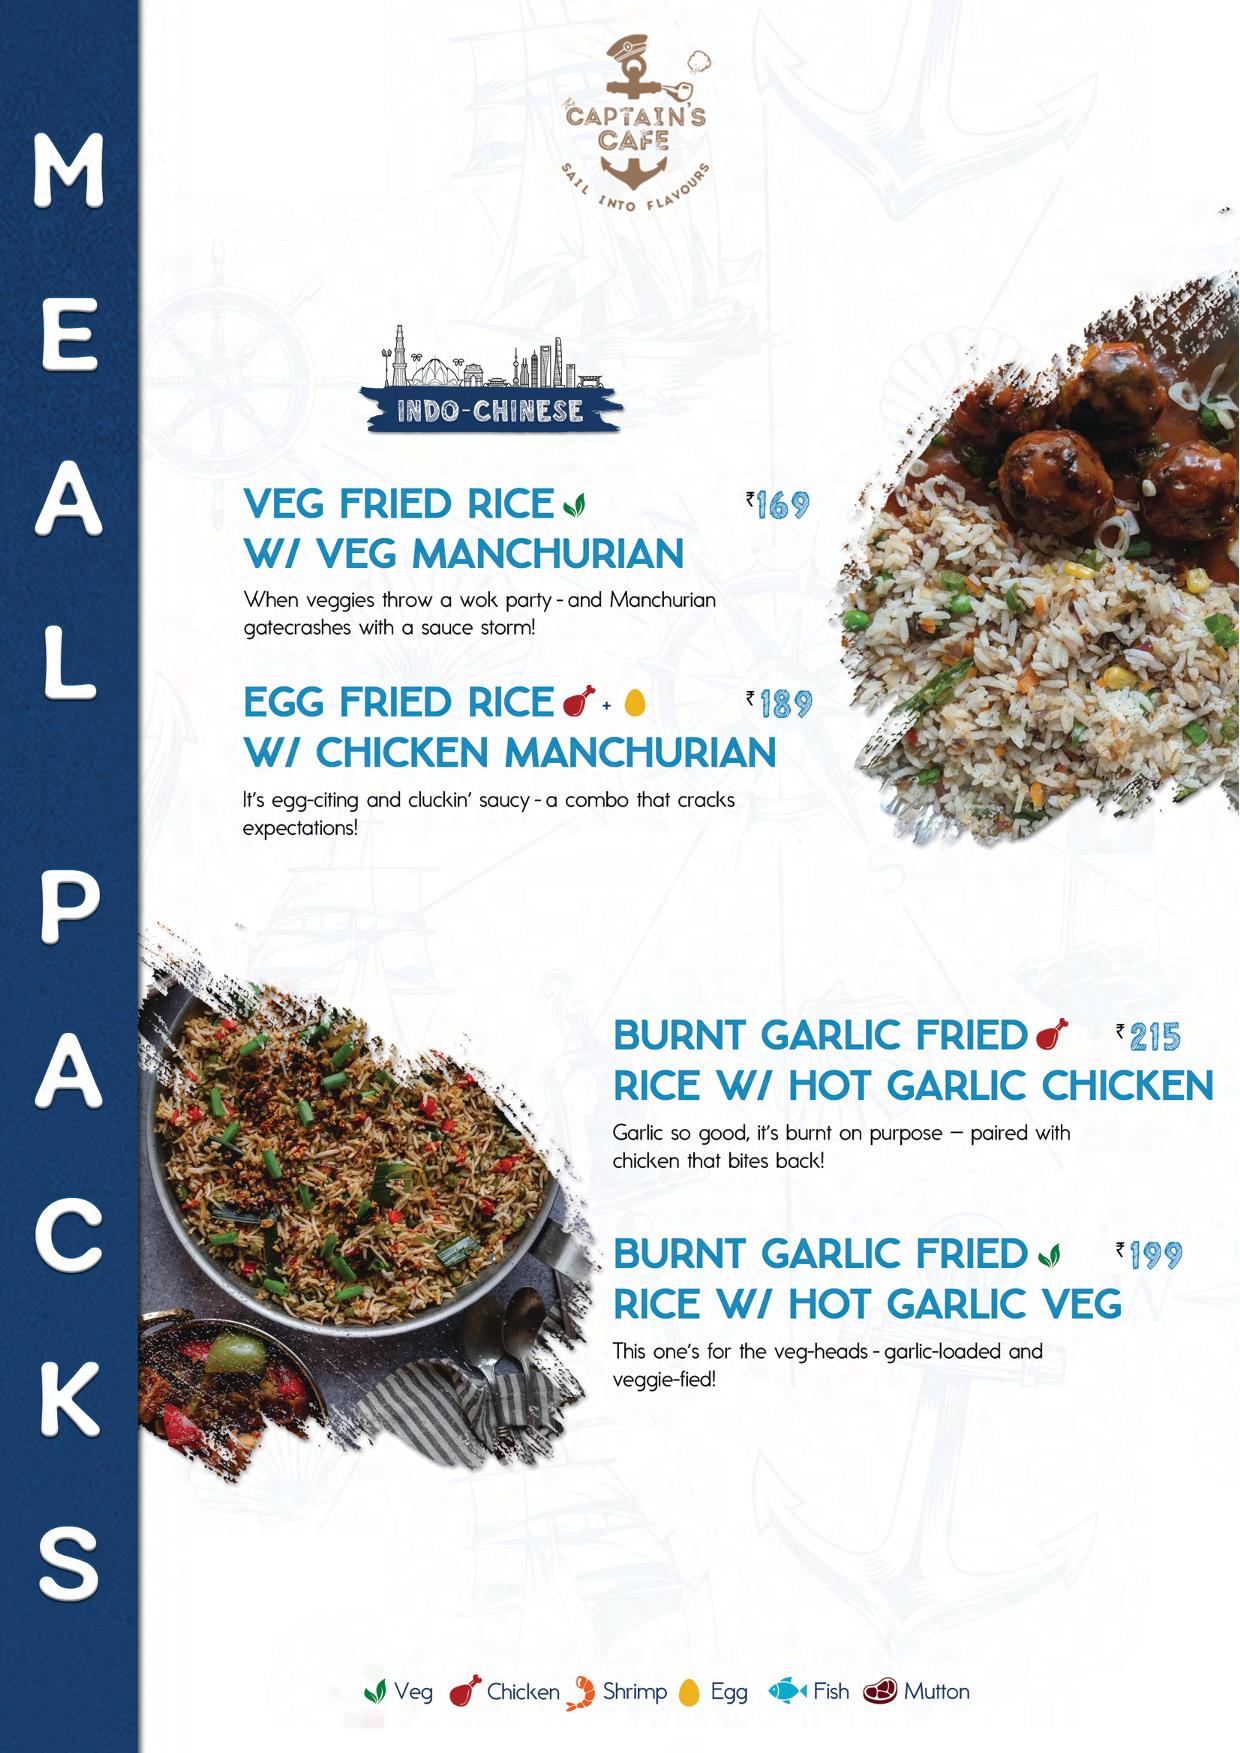 THE CAPTAIN'S
CAFE
SAIL INTO FLAVOURS
MEAL PACKS
INDO-CHINESE
VEG FRIED RICE ₹169
W/ VEG MANCHURIAN
When veggies throw a wok party - and Manchurian
gatecrashes with a sauce storm!
EGG FRIED RICE + ₹189
W/ CHICKEN MANCHURIAN
It's egg-citing and cluckin' saucy - a combo that cracks
expectations!
BURNT GARLIC FRIED ₹215
RICE W/ HOT GARLIC CHICKEN
Garlic so good, it's burnt on purpose – paired with
chicken that bites back!
BURNT GARLIC FRIED ₹199
RICE W/ HOT GARLIC VEG
This one's for the veg-heads - garlic-loaded and
veggie-fied!
Veg Chicken Shrimp Egg Fish Mutton